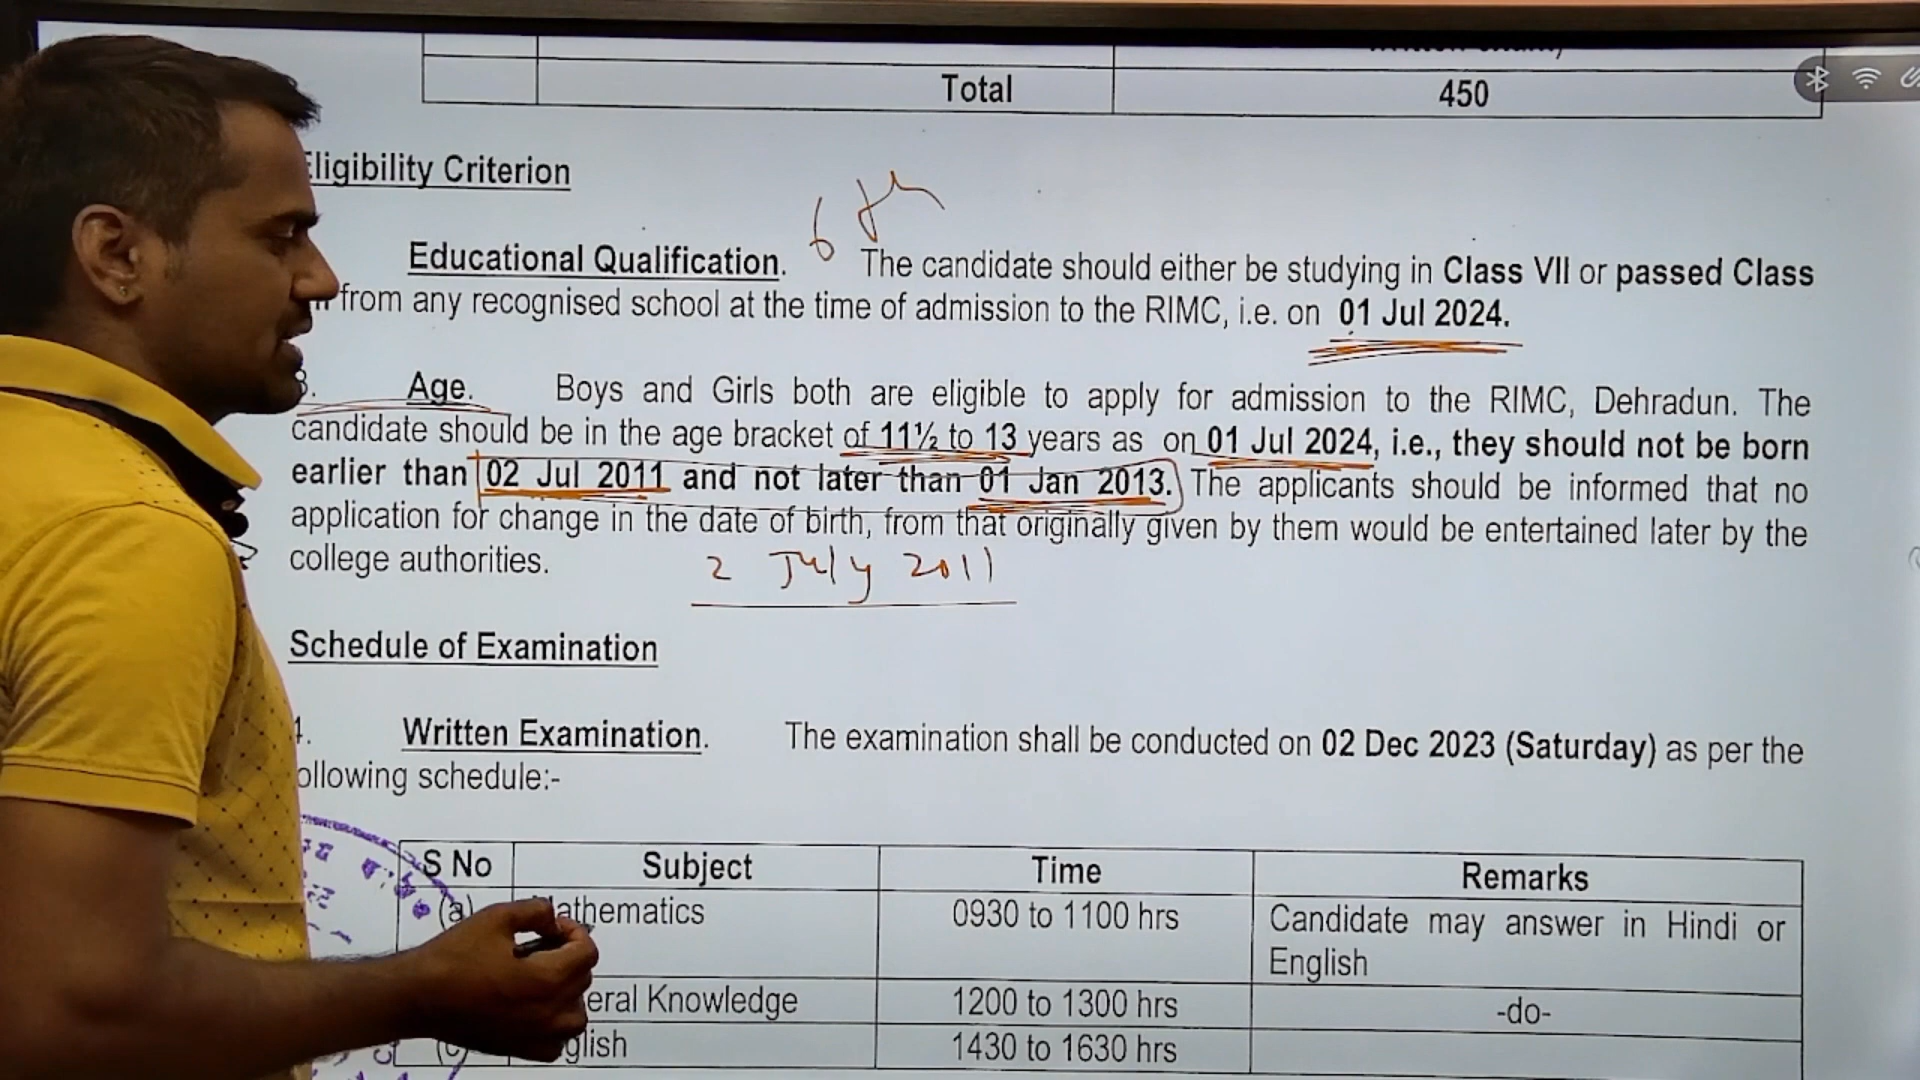 Total 450
Eligibility Criterion
6th
Educational Qualification. The candidate should either be studying in Class VII or passed Class
from any recognised school at the time of admission to the RIMC, i.e. on 01 Jul 2024.
3. Age. Boys and Girls both are eligible to apply for admission to the RIMC, Dehradun. The
candidate should be in the age bracket of 11½ to 13 years as on 01 Jul 2024, i.e., they should not be born
earlier than 02 Jul 2011 and not later than 01 Jan 2013. The applicants should be informed that no
application for change in the date of birth, from that originally given by them would be entertained later by the
college authorities.
2 July 2011
Schedule of Examination
4. Written Examination. The examination shall be conducted on 02 Dec 2023 (Saturday) as per the
ollowing schedule:-
S No Subject Time Remarks
(a) Mathematics 0930 to 1100 hrs Candidate may answer in Hindi or
English
eral Knowledge 1200 to 1300 hrs -do-
(c) glish 1430 to 1630 hrs